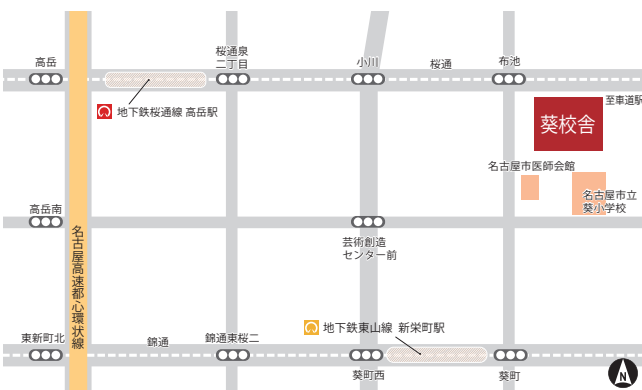 高岳
桜通泉
二丁目
小川
桜通
布池
至車道駅
地下鉄桜通線 高岳駅
葵校舎
名古屋市医師会館
名古屋市立
葵小学校
高岳南
芸術創造
センター前
名古屋高速都心環状線
地下鉄東山線 新栄町駅
東新町北
錦通
錦通東桜二
葵町西
葵町
N